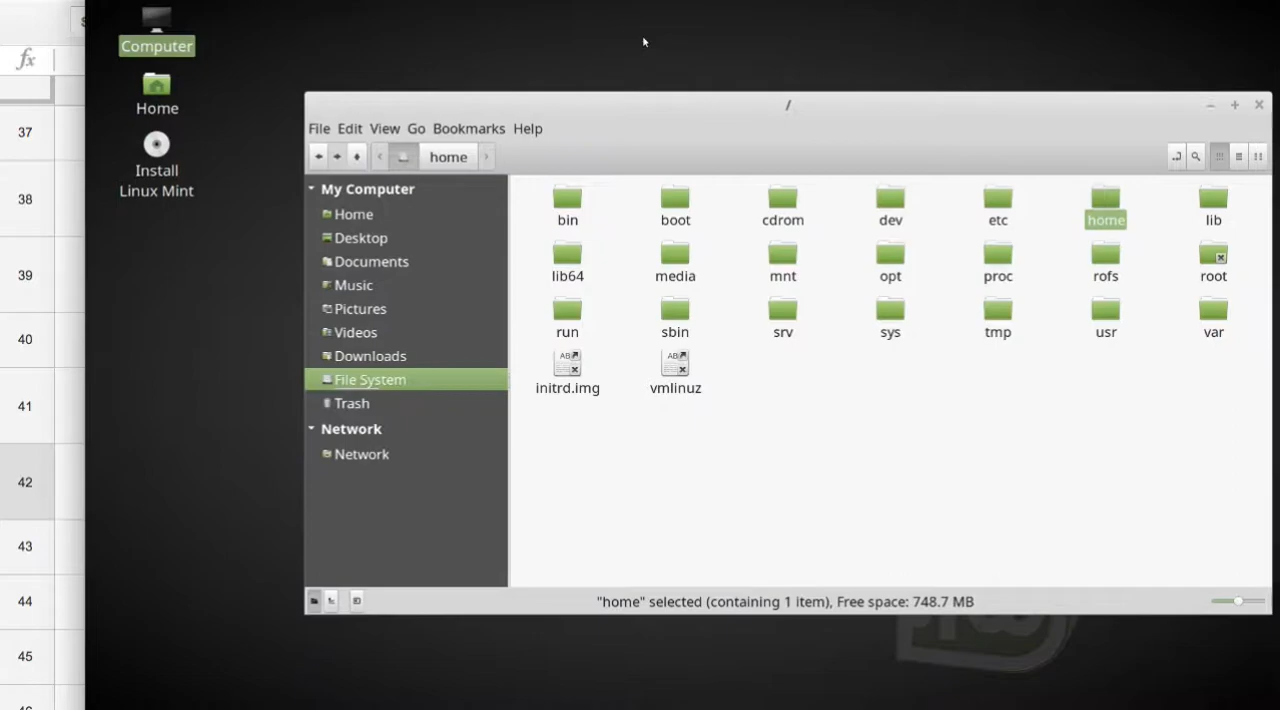 fx
37
38
39
40
41
42
43
44
45
Computer
Home
Install
Linux Mint
/
File Edit View Go Bookmarks Help
home
My Computer
Home
Desktop
Documents
Music
Pictures
Videos
Downloads
File System
Trash
Network
Network
bin boot cdrom dev etc home lib
lib64 media mnt opt proc rofs root
run sbin srv sys tmp usr var
initrd.img vmlinuz
"home" selected (containing 1 item), Free space: 748.7 MB